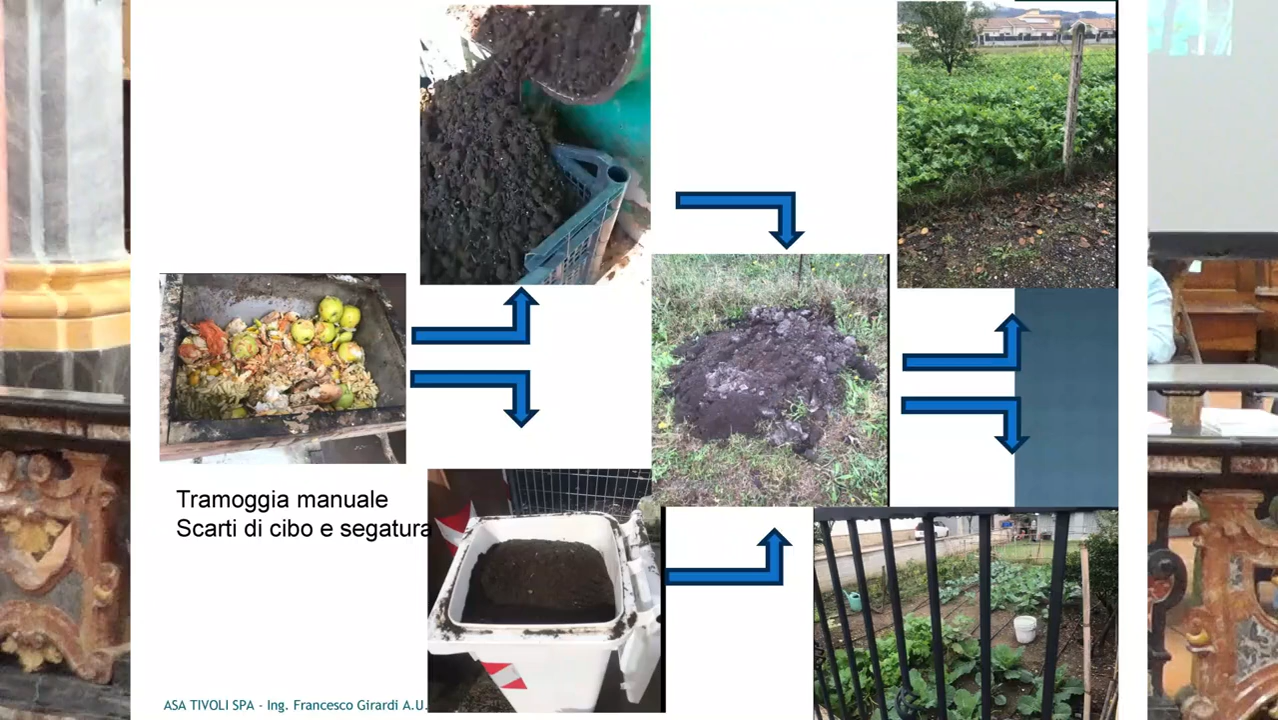 Tramoggia manuale
Scarti di cibo e segatura
ASA TIVOLI SPA - Ing. Francesco Girardi A.U.